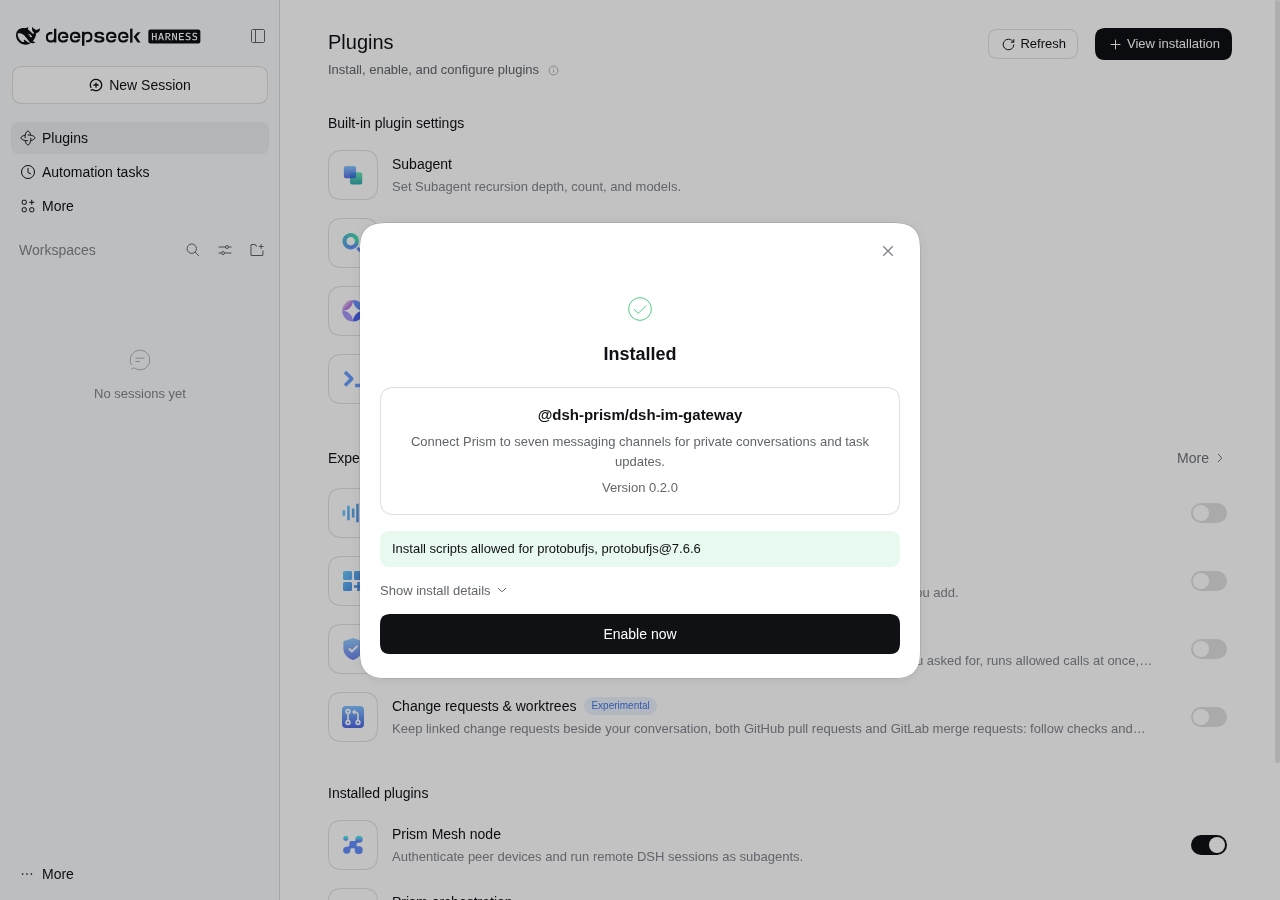 deepseek HARNESS
New Session
Plugins
Automation tasks
More
Workspaces
No sessions yet
More
Plugins
Install, enable, and configure plugins
Refresh
View installation
Built-in plugin settings
Subagent
Set Subagent recursion depth, count, and models.
Installed
@dsh-prism/dsh-im-gateway
Connect Prism to seven messaging channels for private conversations and task
updates.
Version 0.2.0
Install scripts allowed for protobufjs, protobufjs@7.6.6
Show install details
Enable now
More
add.
asked for, runs allowed calls at once,…
Change requests & worktrees Experimental
Keep linked change requests beside your conversation, both GitHub pull requests and GitLab merge requests: follow checks and…
Installed plugins
Prism Mesh node
Authenticate peer devices and run remote DSH sessions as subagents.
Prism orchestration